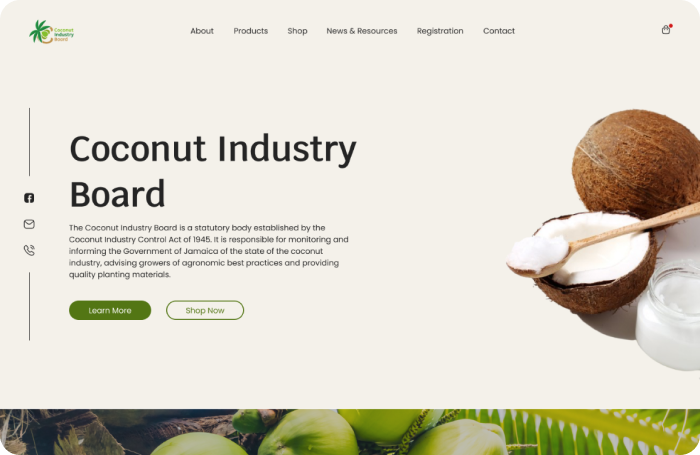 Coconut
Industry
Board
About Products Shop News & Resources Registration Contact
Coconut Industry
Board
The Coconut Industry Board is a statutory body established by the
Coconut Industry Control Act of 1945. It is responsible for monitoring and
informing the Government of Jamaica of the state of the coconut
industry, advising growers of agronomic best practices and providing
quality planting materials.
Learn More Shop Now